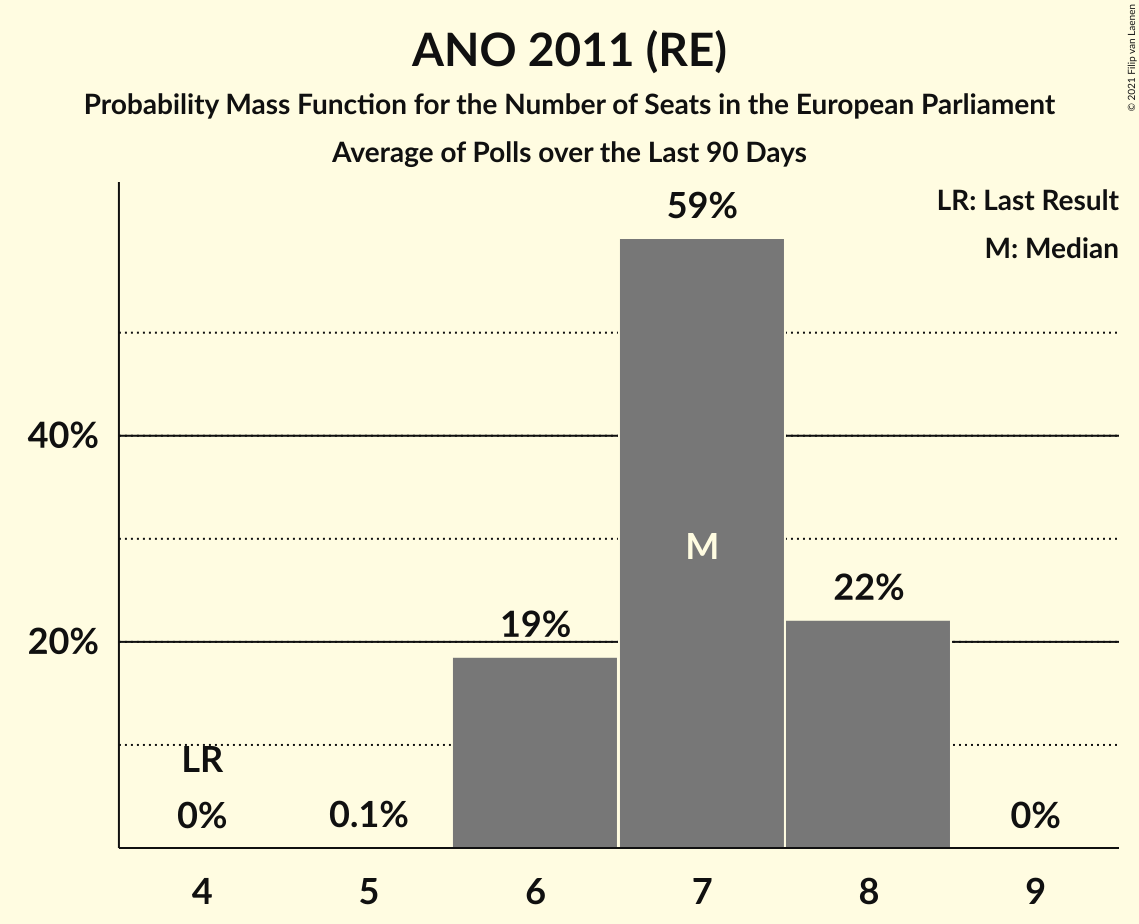 ANO 2011 (RE)
Probability Mass Function for the Number of Seats in the European Parliament
Average of Polls over the Last 90 Days
© 2021 Filip van Laenen
LR: Last Result
M: Median
59%
40%
M
22%
19%
20%
LR
0%
0.1%
0%
4
5
6
7
8
9